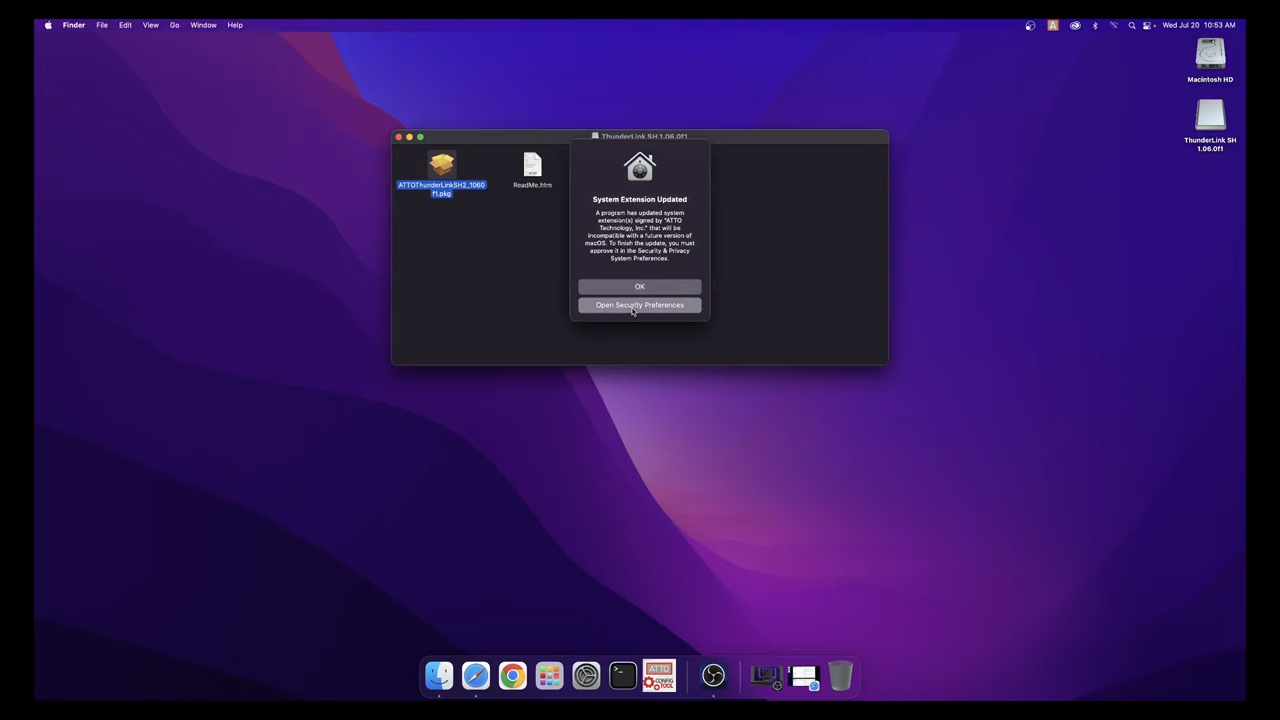 Finder File Edit View Go Window Help
A
Wed Jul 20 10:53 AM
Macintosh HD
ThunderLink SH
1.06.0f1
ThunderLink SH 1.06.0f1
ATTOThunderLinkSH2_1060
f1.pkg
ReadMe.htm
System Extension Updated
A program has updated system
extension(s) signed by "ATTO
Technology, Inc." that will be
incompatible with a future version of
macOS. To finish the update, you must
approve it in the Security & Privacy
System Preferences.
OK
Open Security Preferences
ATTO
CONFIG
TOOL